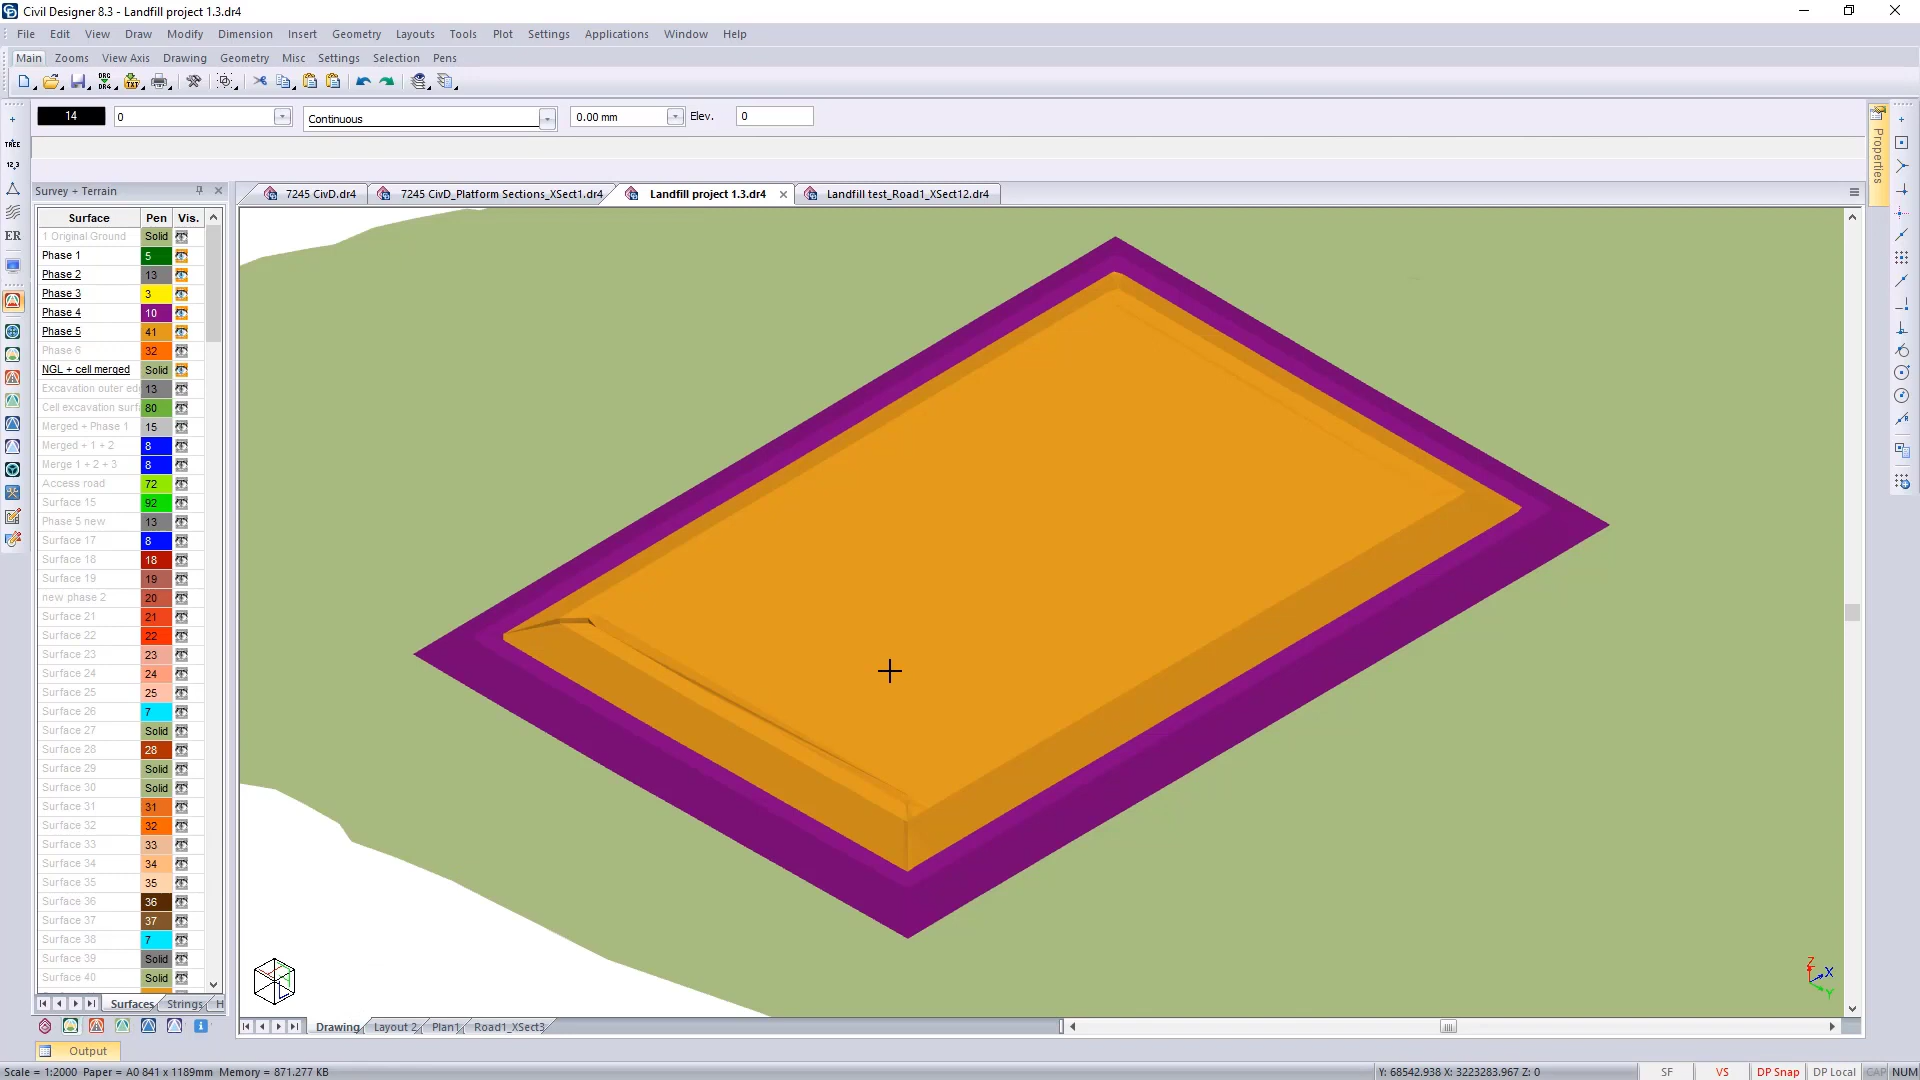 Civil Designer 8.3 - Landfill project 1.3.dr4
File Edit View Draw Modify Dimension Insert Geometry Layouts Tools Plot Settings Applications Window Help
Main Zooms View Axis Drawing Geometry Misc Settings Selection Pens
14 0 Continuous 0.00 mm Elev. 0
TREE
12.3
ER
Properties
Survey + Terrain
7245 CivD.dr4 7245 CivD_Platform Sections_XSect1.dr4 Landfill project 1.3.dr4 Landfill test_Road1_XSect12.dr4
Surface Pen Vis.
1 Original Ground Solid
Phase 1 5
Phase 2 13
Phase 3 3
Phase 4 10
Phase 5 41
Phase 6 32
NGL + cell merged Solid
Excavation outer ed 13
Cell excavation surf 80
Merged + Phase 1 15
Merged + 1 + 2 8
Merge 1 + 2 + 3 8
Access road 72
Surface 15 92
Phase 5 new 13
Surface 17 8
Surface 18 18
Surface 19 19
new phase 2 20
Surface 21 21
Surface 22 22
Surface 23 23
Surface 24 24
Surface 25 25
Surface 26 7
Surface 27 Solid
Surface 28 28
Surface 29 Solid
Surface 30 Solid
Surface 31 31
Surface 32 32
Surface 33 33
Surface 34 34
Surface 35 35
Surface 36 36
Surface 37 37
Surface 38 7
Surface 39 Solid
Surface 40 Solid
Z
X
Y
Surfaces Strings H
Drawing Layout 2 Plan1 Road1_XSect3
Output
Scale = 1:2000 Paper = A0 841 x 1189mm Memory = 871.277 KB Y: 68542.938 X: 3223283.967 Z: 0 SF VS DP Snap DP Local CAP NUM